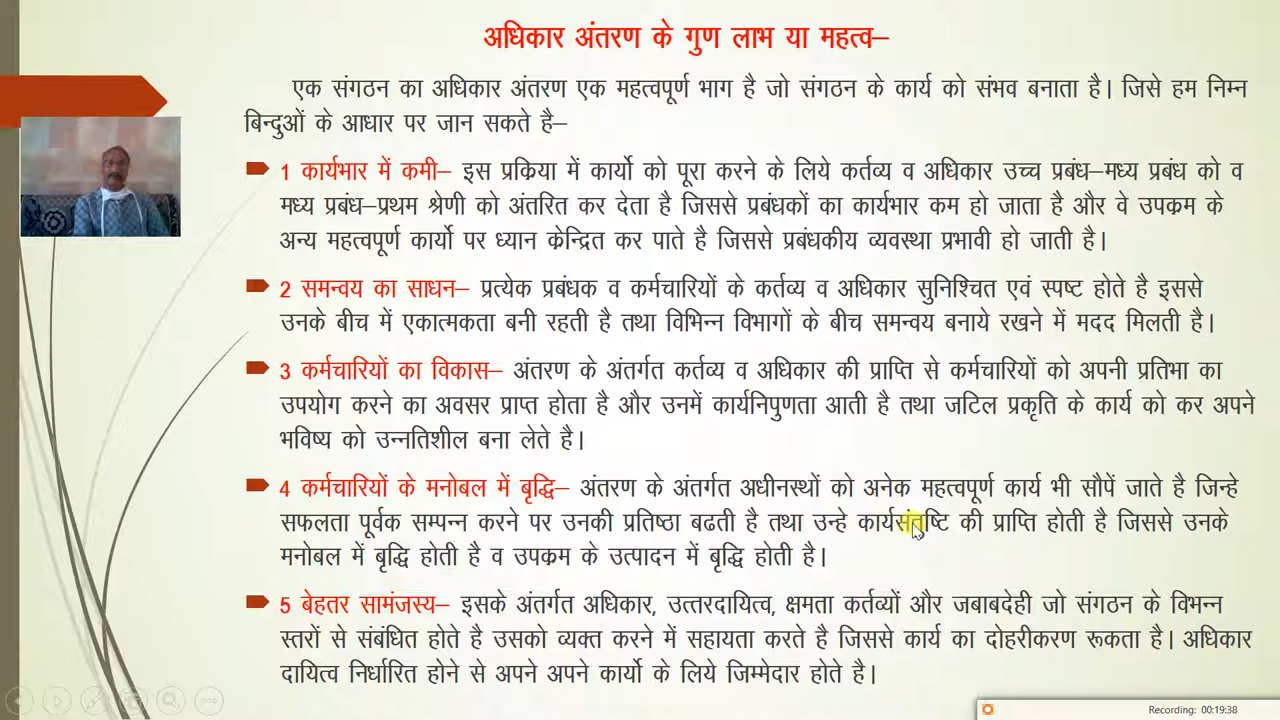 अधिकार अंतरण के गुण लाभ या महत्व–
एक संगठन का अधिकार अंतरण एक महत्वपूर्ण भाग है जो संगठन के कार्य को संभव बनाता है। जिसे हम निम्न
बिन्दुओं के आधार पर जान सकते है–
1 कार्यभार में कमी– इस प्रकिया में कार्यो को पूरा करने के लिये कर्तव्य व अधिकार उच्च प्रबंध–मध्य प्रबंध को व
मध्य प्रबंध–प्रथम श्रेणी को अंतरित कर देता है जिससे प्रबंधकों का कार्यभार कम हो जाता है और वे उपकम के
अन्य महत्वपूर्ण कार्यो पर ध्यान केन्द्रित कर पाते है जिससे प्रबंधकीय व्यवस्था प्रभावी हो जाती है।
2 समन्वय का साधन– प्रत्येक प्रबंधक व कर्मचारियों के कर्तव्य व अधिकार सुनिश्चित एवं स्पष्ट होते है इससे
उनके बीच में एकात्मकता बनी रहती है तथा विभिन्न विभागों के बीच समन्वय बनाये रखने में मदद मिलती है।
3 कर्मचारियों का विकास– अंतरण के अंतर्गत कर्तव्य व अधिकार की प्राप्ति से कर्मचारियों को अपनी प्रतिभा का
उपयोग करने का अवसर प्राप्त होता है और उनमें कार्यनिपुणता आती है तथा जटिल प्रकृति के कार्य को कर अपने
भविष्य को उन्नतिशील बना लेते है।
4 कर्मचारियों के मनोबल में बृद्धि– अंतरण के अंतर्गत अधीनस्थों को अनेक महत्वपूर्ण कार्य भी सौपें जाते है जिन्हे
सफलता पूर्वक सम्पन्न करने पर उनकी प्रतिष्ठा बढती है तथा उन्हे कार्यसंतुष्टि की प्राप्ति होती है जिससे उनके
मनोबल में बृद्धि होती है व उपकम के उत्पादन में बृद्धि होती है।
5 बेहतर सामंजस्य– इसके अंतर्गत अधिकार, उत्तरदायित्व, क्षमता कर्तव्यों और जबाबदेही जो संगठन के विभन्न
स्तरों से संबंधित होते है उसको व्यक्त करने में सहायता करते है जिससे कार्य का दोहरीकरण रूकता है। अधिकार
दायित्व निर्धारित होने से अपने अपने कार्यो के लिये जिम्मेदार होते है।
Recording: 00:19:38